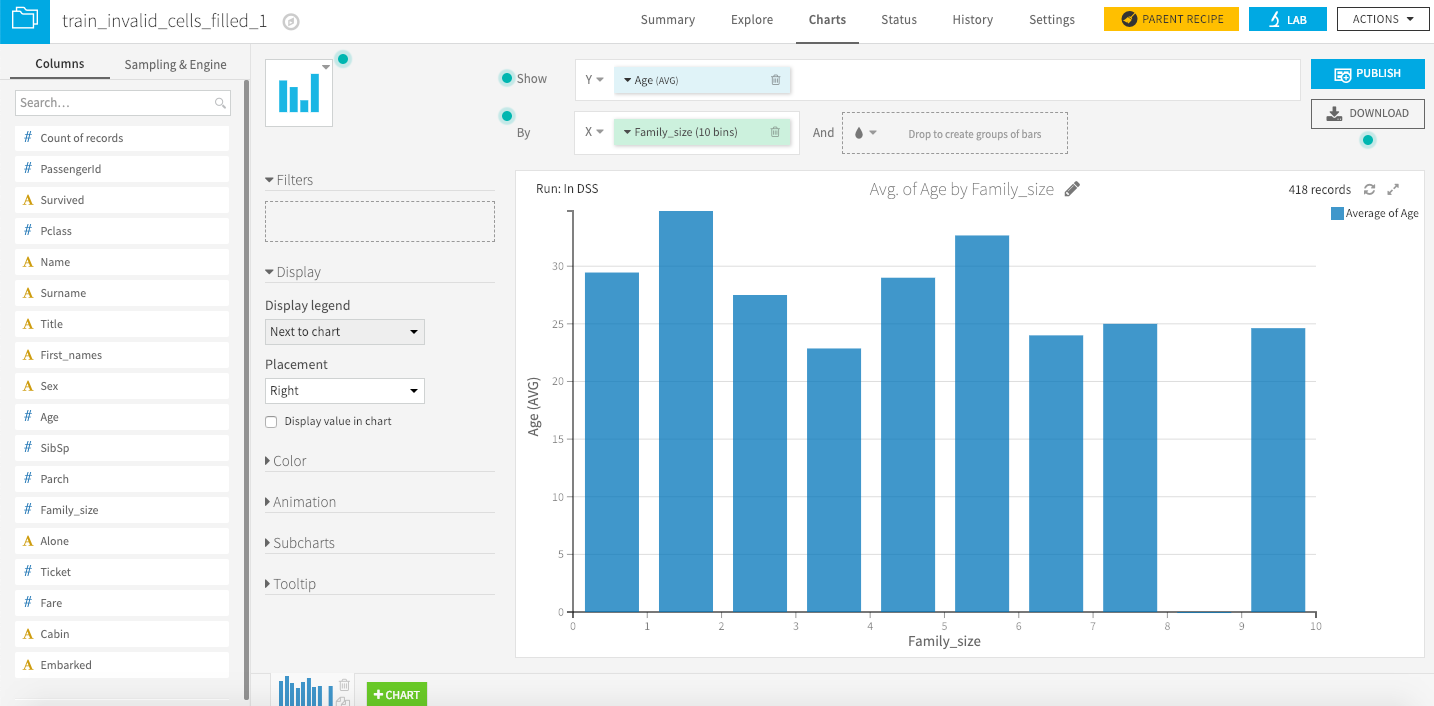 train_invalid_cells_filled_1
Summary
Explore
Charts
Status
History
Settings
PARENT RECIPE
LAB
ACTIONS
Columns
Sampling & Engine
Search...
# Count of records
# PassengerId
A Survived
# Pclass
A Name
A Surname
A Title
A First_names
A Sex
# Age
# SibSp
# Parch
# Family_size
A Alone
# Ticket
# Fare
A Cabin
A Embarked
Show
Y
Age (AVG)
By
X
Family_size (10 bins)
And
Drop to create groups of bars
PUBLISH
DOWNLOAD
Filters
Display
Display legend
Next to chart
Placement
Right
Display value in chart
Color
Animation
Subcharts
Tooltip
Run: In DSS
Avg. of Age by Family_size
418 records
Average of Age
Age (AVG)
30
25
20
15
10
5
0
0 1 2 3 4 5 6 7 8 9 10
Family_size
+ CHART